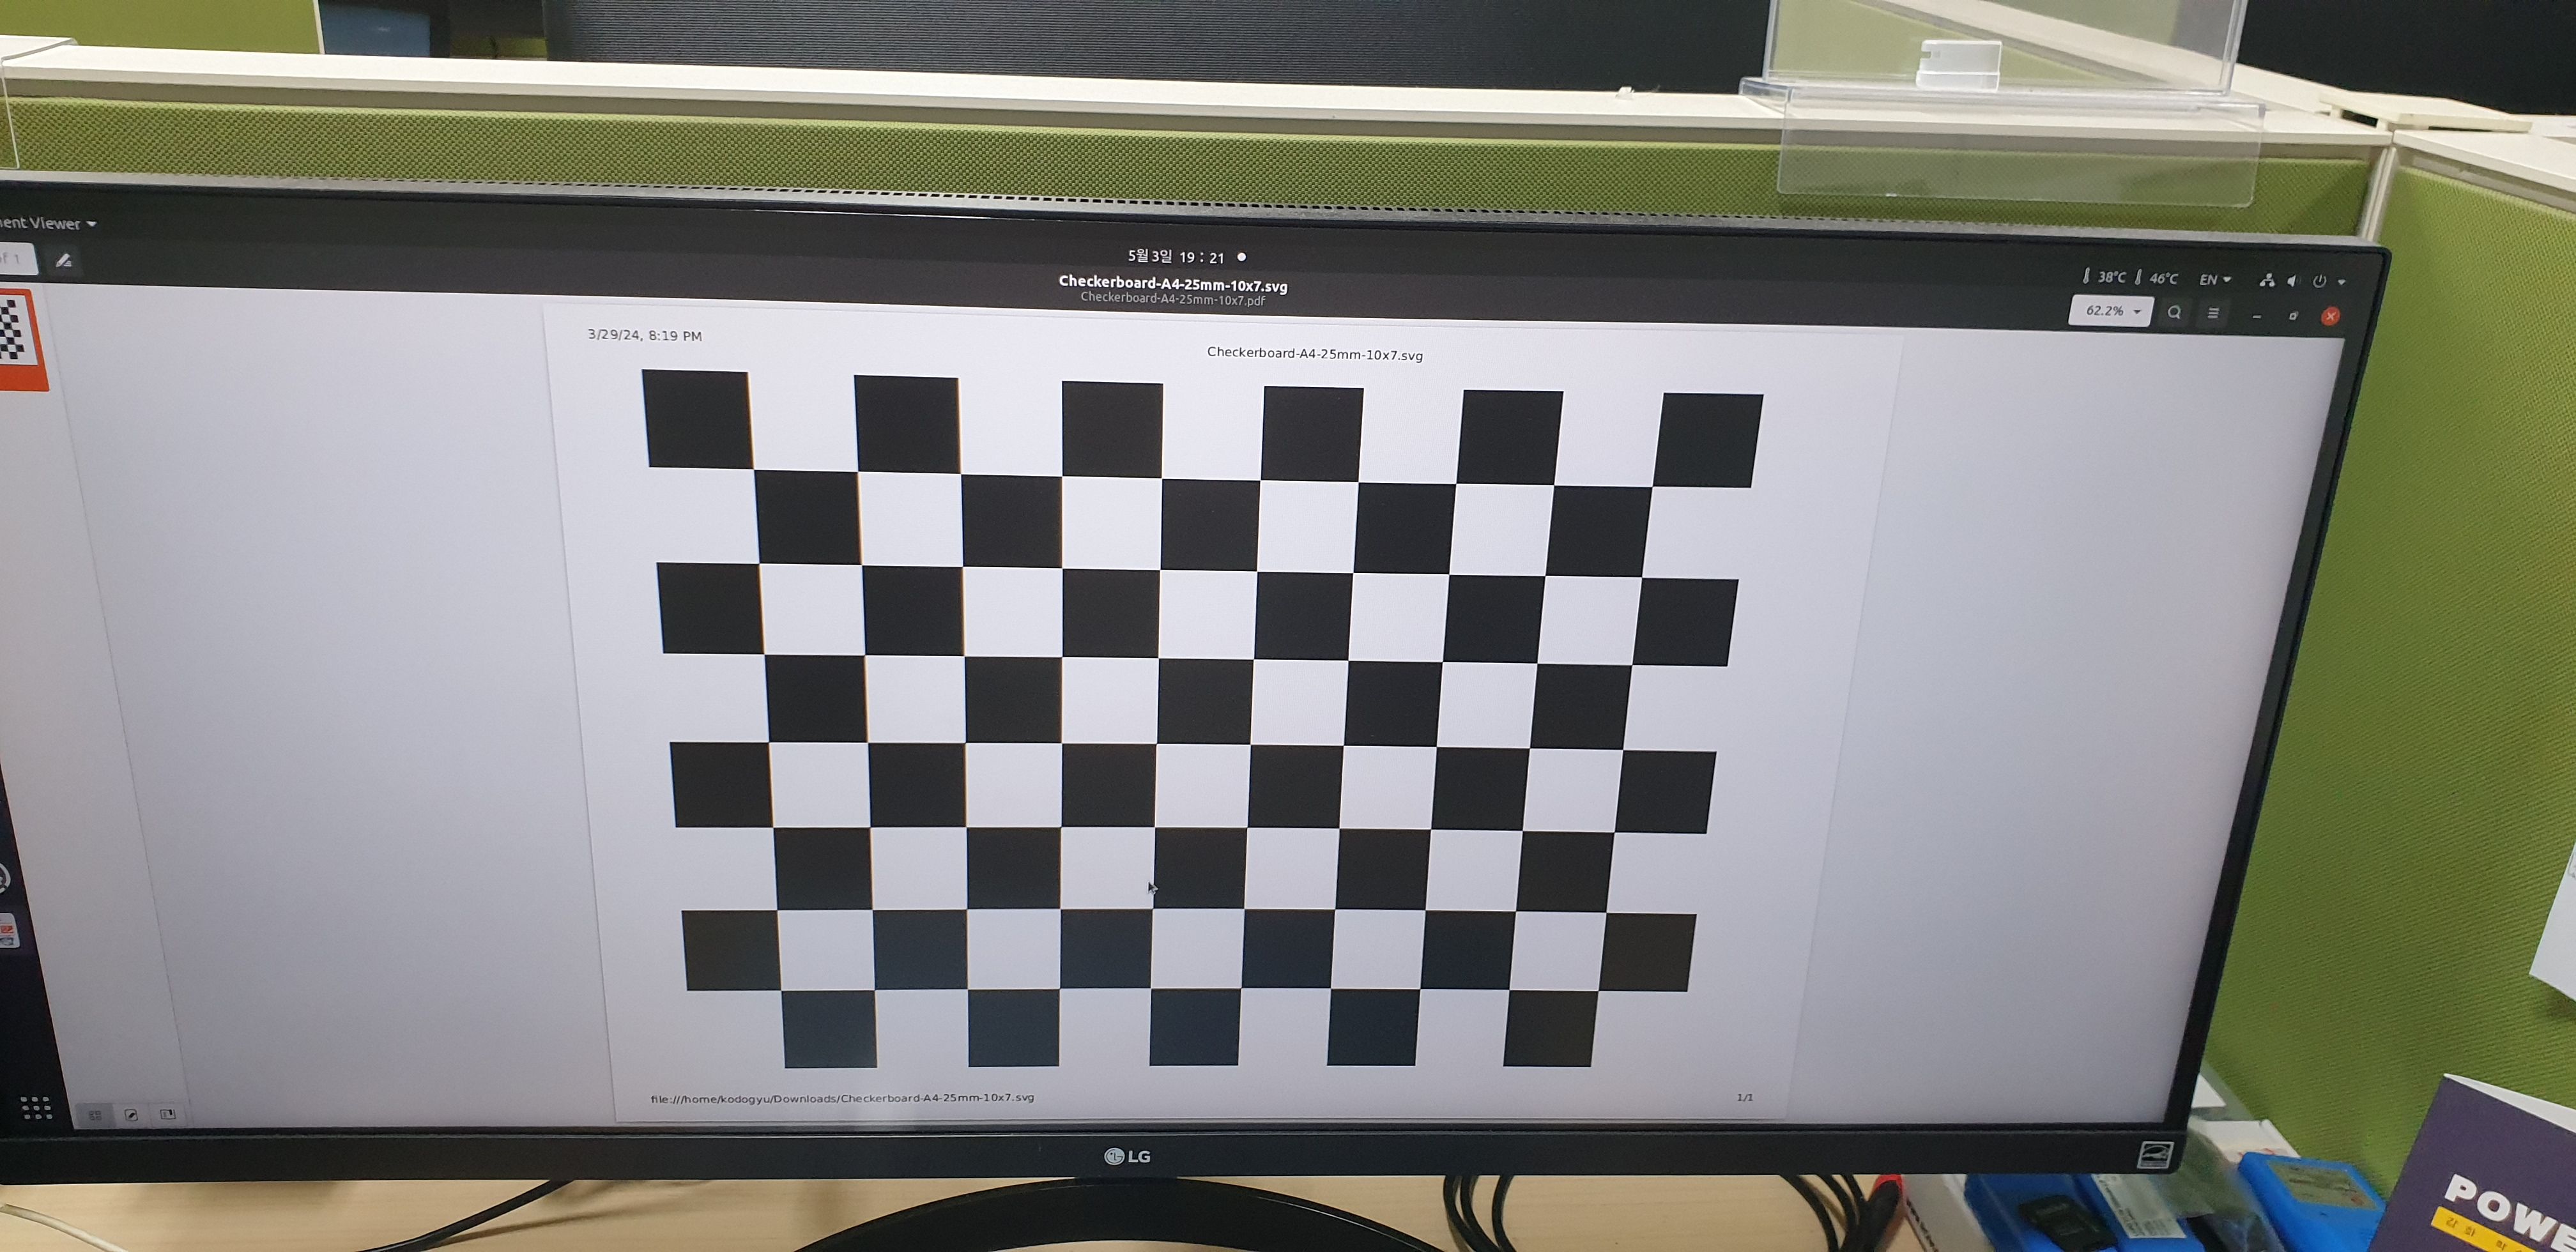 ent Viewer
5월 3일 19 : 21
38°C 46°C EN
of 1
Checkerboard-A4-25mm-10x7.svg
Checkerboard-A4-25mm-10x7.pdf
62.2%
3/29/24, 8:19 PM
Checkerboard-A4-25mm-10x7.svg
file:///home/kodogyu/Downloads/Checkerboard-A4-25mm-10x7.svg
1/1
LG
POWE